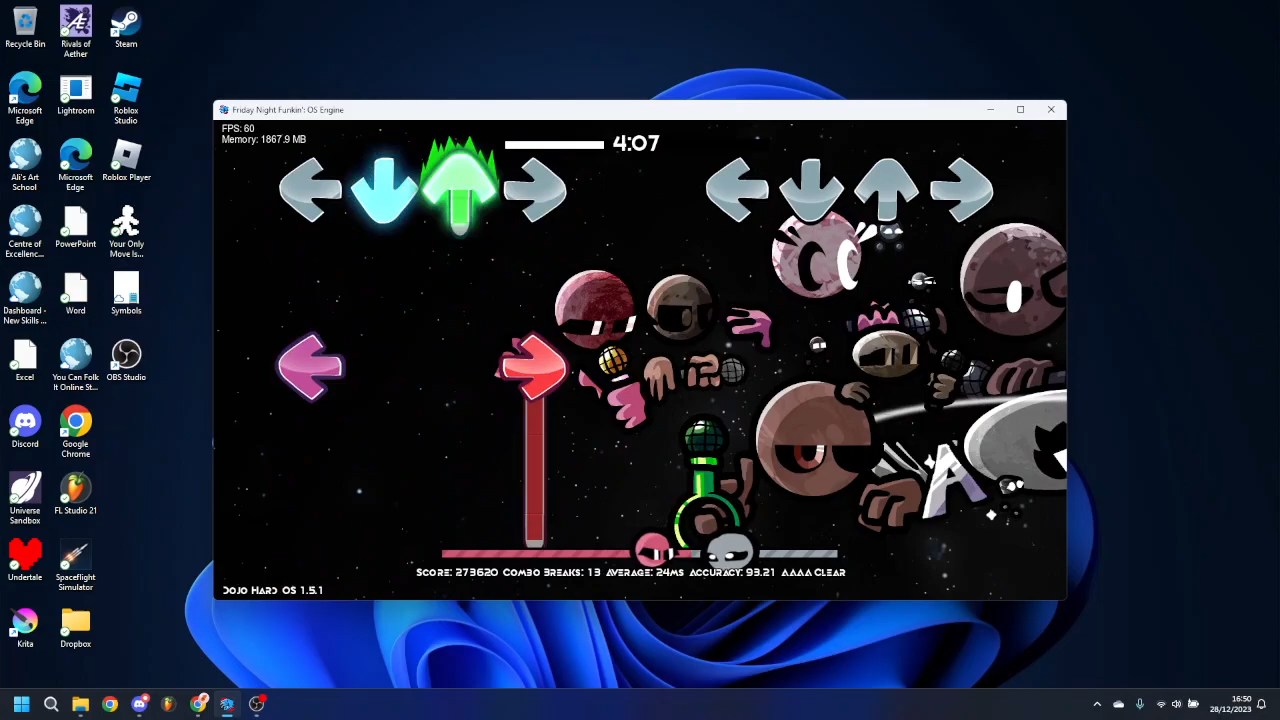 Recycle Bin
Rivals of
Aether
Steam
Microsoft
Edge
Lightroom
Roblox
Studio
Ali's Art
School
Microsoft
Edge
Roblox Player
Centre of
Excellenc...
PowerPoint
Your Only
Move Is...
Dashboard -
New Skills ...
Word
Symbols
Excel
You Can Folk
It Online St...
OBS Studio
Discord
Google
Chrome
Universe
Sandbox
FL Studio 21
Undertale
Spaceflight
Simulator
Krita
Dropbox
Friday Night Funkin': OS Engine
FPS: 60
Memory: 1867.9 MB
4:07
Score: 273620 Combo Breaks: 13 Average: 24ms Accuracy: 93.21 AAAA Clear
Dojo Hard OS 1.5.1
16:50
28/12/2023